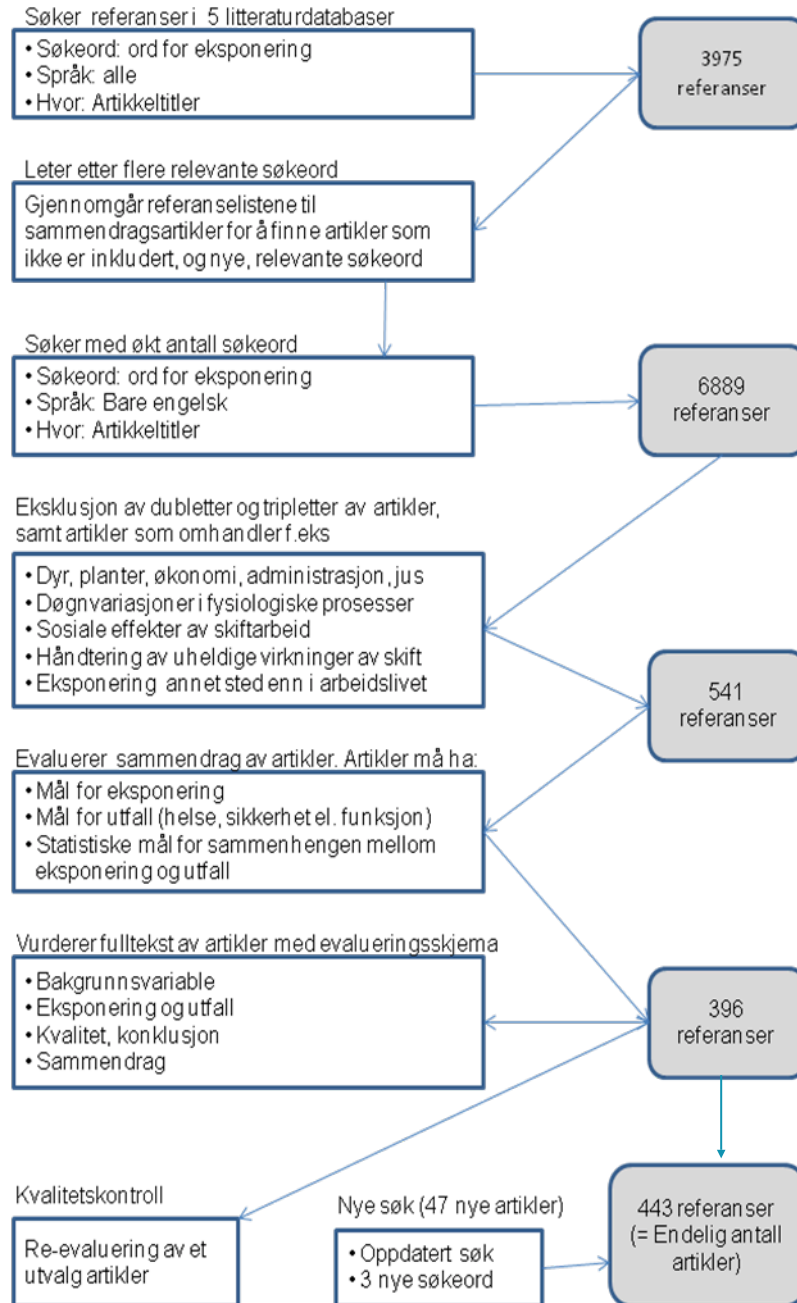 Søker referanser i 5 litteraturdatabaser
• Søkeord: ord for eksponering
• Språk: alle
• Hvor: Artikkeltitler
3975
referanser
Leter etter flere relevante søkeord
Gjennomgår referanselistene til
sammendragsartikler for å finne artikler som
ikke er inkludert, og nye, relevante søkeord
Søker med økt antall søkeord
• Søkeord: ord for eksponering
• Språk: Bare engelsk
• Hvor: Artikkeltitler
6889
referanser
Eksklusjon av dubletter og tripletter av artikler,
samt artikler som omhandler f.eks
• Dyr, planter, økonomi, administrasjon, jus
• Døgnvariasjoner i fysiologiske prosesser
• Sosiale effekter av skiftarbeid
• Håndtering av uheldige virkninger av skift
• Eksponering annet sted enn i arbeidslivet
541
referanser
Evaluerer sammendrag av artikler. Artikler må ha:
• Mål for eksponering
• Mål for utfall (helse, sikkerhet el. funksjon)
• Statistiske mål for sammenhengen mellom
eksponering og utfall
Vurderer fulltekst av artikler med evalueringsskjema
• Bakgrunnsvariable
• Eksponering og utfall
• Kvalitet, konklusjon
• Sammendrag
396
referanser
Kvalitetskontroll
Re-evaluering av et
utvalg artikler
Nye søk (47 nye artikler)
• Oppdatert søk
• 3 nye søkeord
443 referanser
(= Endelig antall
artikler)